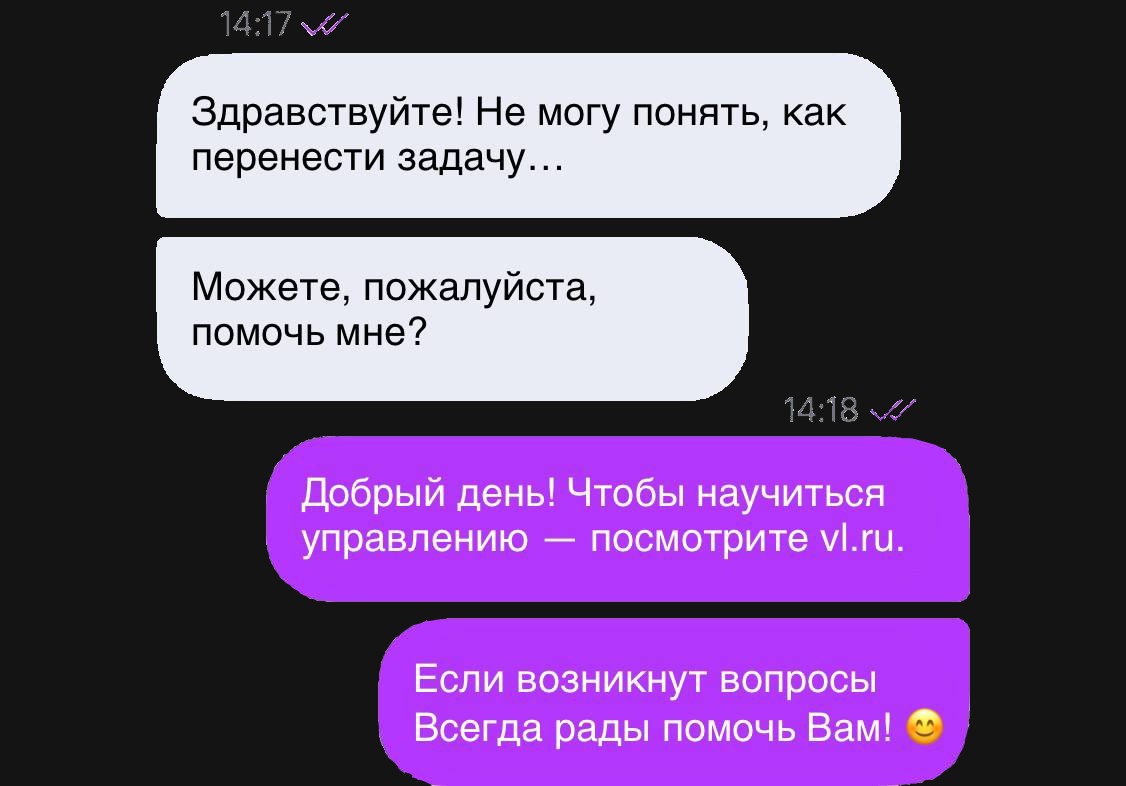 14:17
Здравствуйте! Не могу понять, как
перенести задачу...
Можете, пожалуйста,
помочь мне?
14:18
Добрый день! Чтобы научиться
управлению — посмотрите vl.ru.
Если возникнут вопросы
Всегда рады помочь Вам! 😊